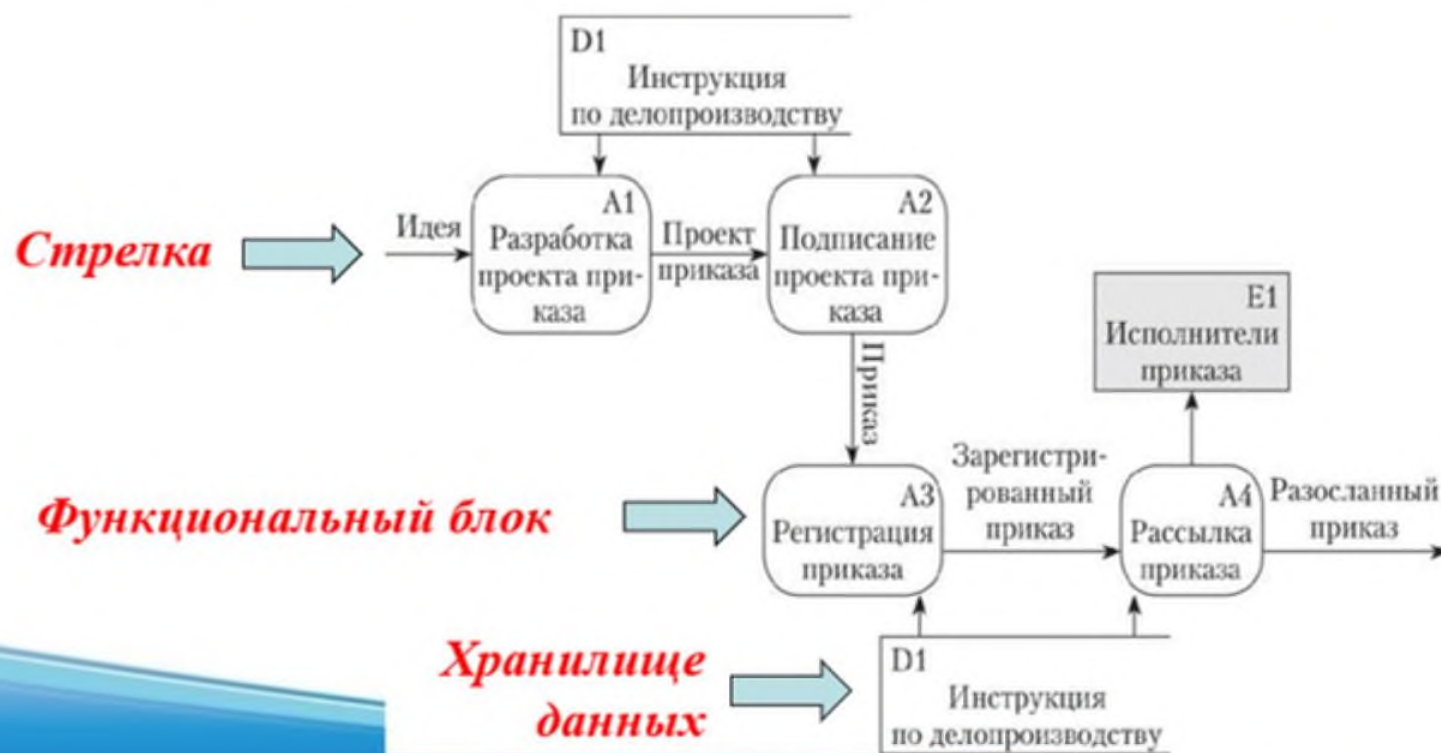 D1
Инструкция
по делопроизводству
Стрелка
Идея
A1
Разработка
проекта при-
каза
Проект
приказа
A2
Подписание
проекта при-
каза
Приказ
E1
Исполнители
приказа
Функциональный блок
A3
Регистрация
приказа
Зарегистри-
рованный
приказ
A4
Рассылка
приказа
Разосланный
приказ
Хранилище
данных
D1
Инструкция
по делопроизводству